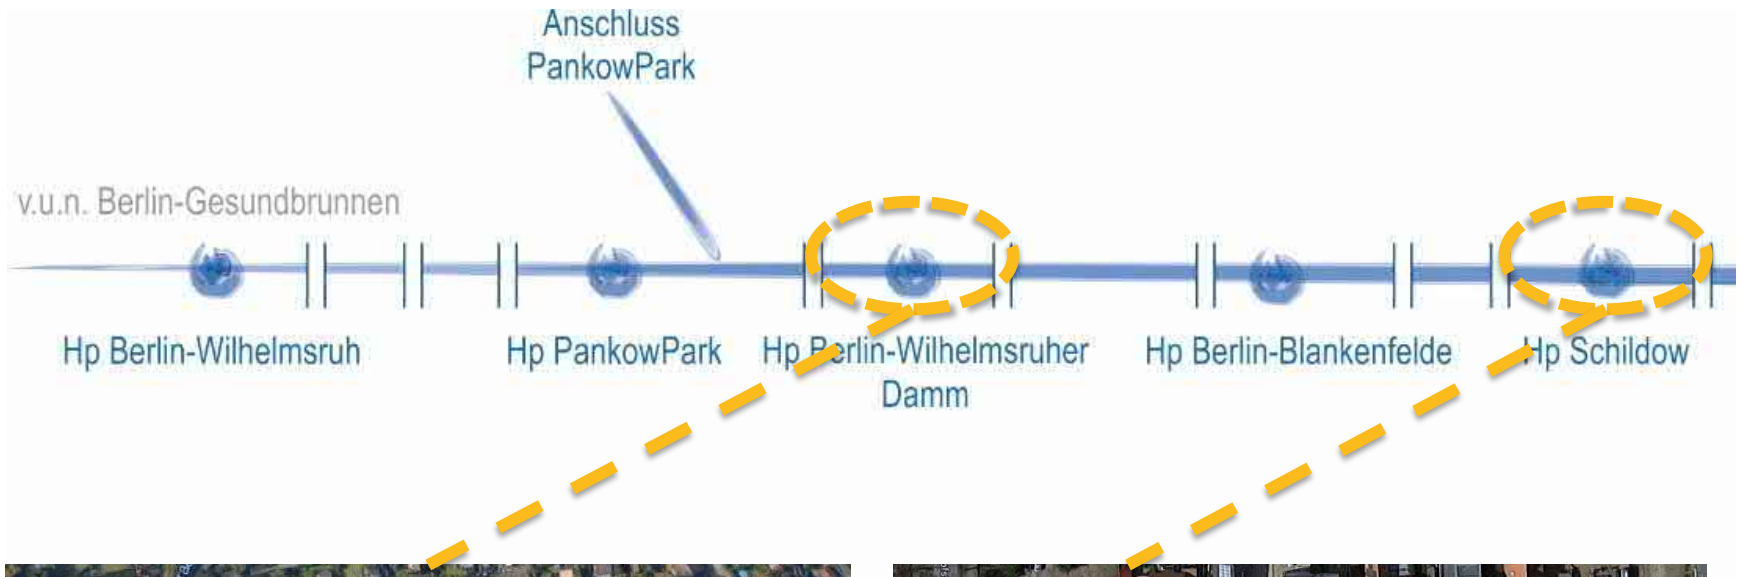 Anschluss
PankowPark
v.u.n. Berlin-Gesundbrunnen
Hp Berlin-Wilhelmsruh
Hp PankowPark
Hp Berlin-Wilhelmsruher
Damm
Hp Berlin-Blankenfelde
Hp Schildow